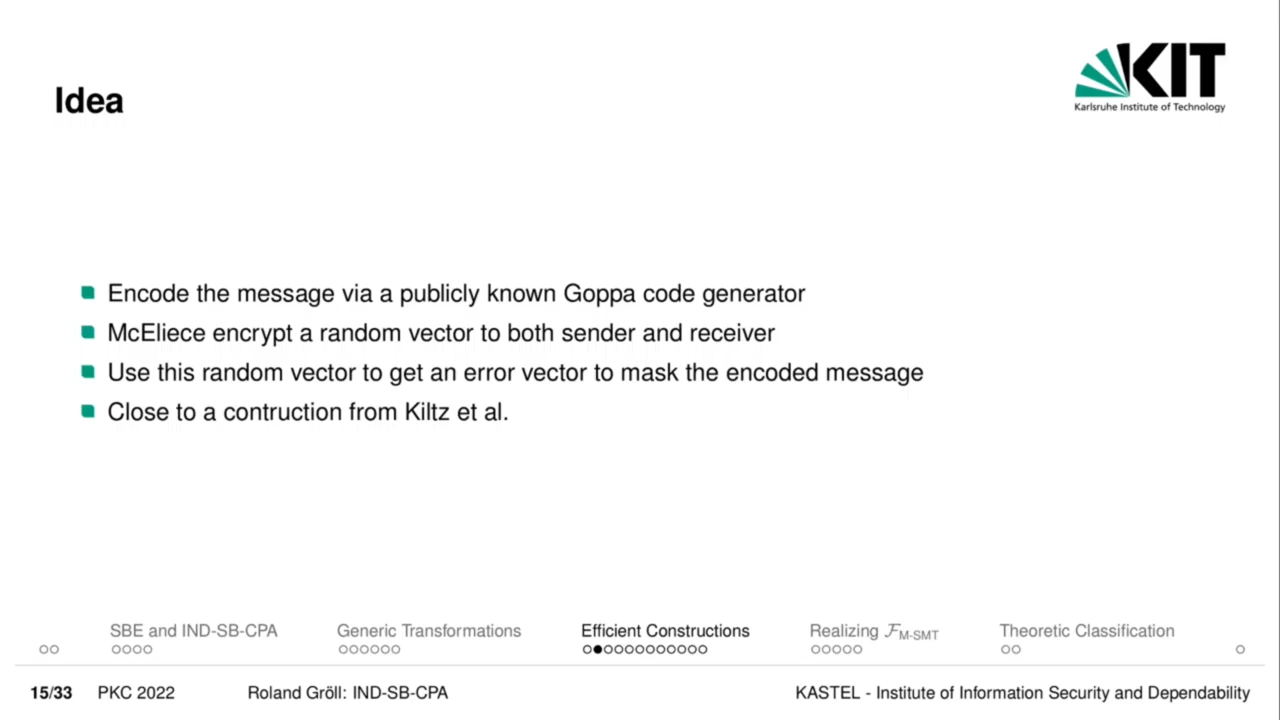 KIT
Karlsruhe Institute of Technology
Idea
Encode the message via a publicly known Goppa code generator
McEliece encrypt a random vector to both sender and receiver
Use this random vector to get an error vector to mask the encoded message
Close to a contruction from Kiltz et al.
SBE and IND-SB-CPA
Generic Transformations
Efficient Constructions
Realizing ℱM-SMT
Theoretic Classification
15/33 PKC 2022 Roland Gröll: IND-SB-CPA KASTEL - Institute of Information Security and Dependability